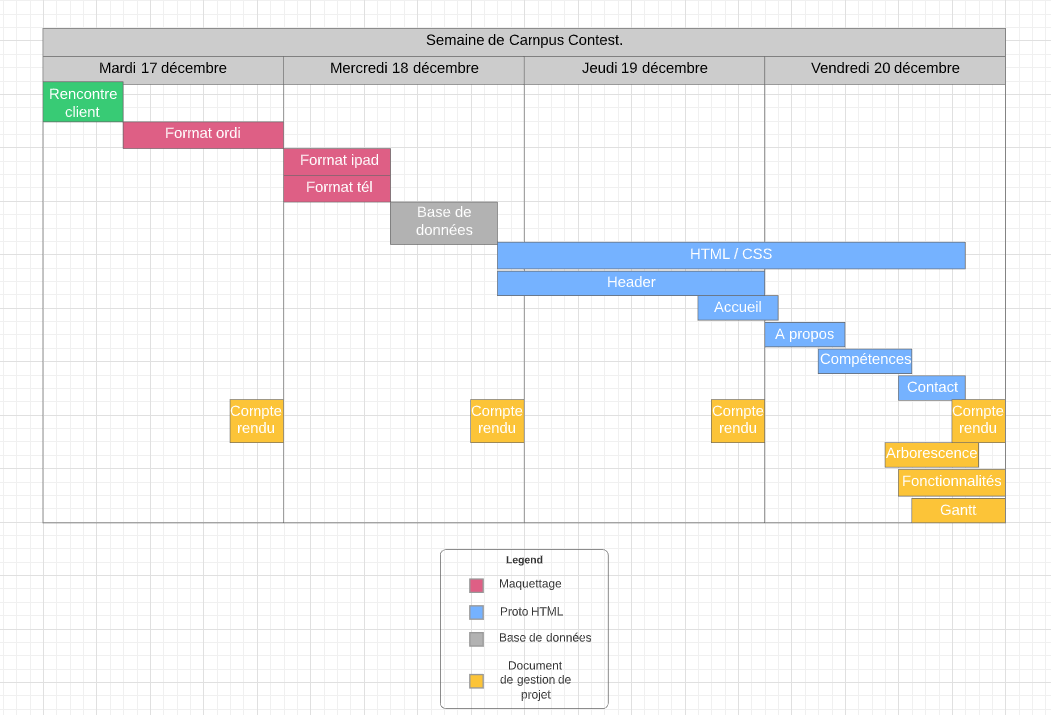 Semaine de Campus Contest.
Mardi 17 décembre
Mercredi 18 décembre
Jeudi 19 décembre
Vendredi 20 décembre
Rencontre
client
Format ordi
Format ipad
Format tél
Base de
données
HTML / CSS
Header
Accueil
A propos
Compétences
Contact
Compte
rendu
Compte
rendu
Compte
rendu
Compte
rendu
Arborescence
Fonctionnalités
Gantt
Legend
Maquettage
Proto HTML
Base de données
Document
de gestion de
projet